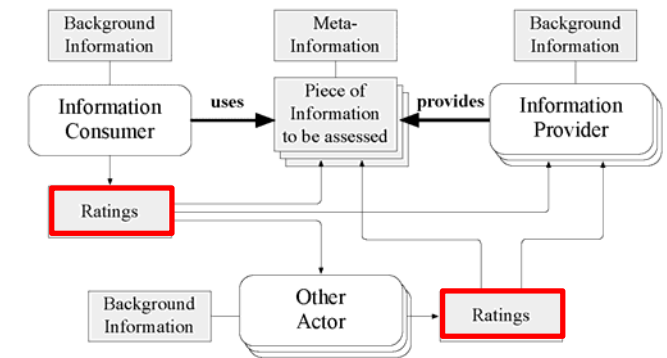 Background
Information
Meta-
Information
Background
Information
Information
Consumer
uses
Piece of
Information
to be assessed
provides
Information
Provider
Ratings
Background
Information
Other
Actor
Ratings